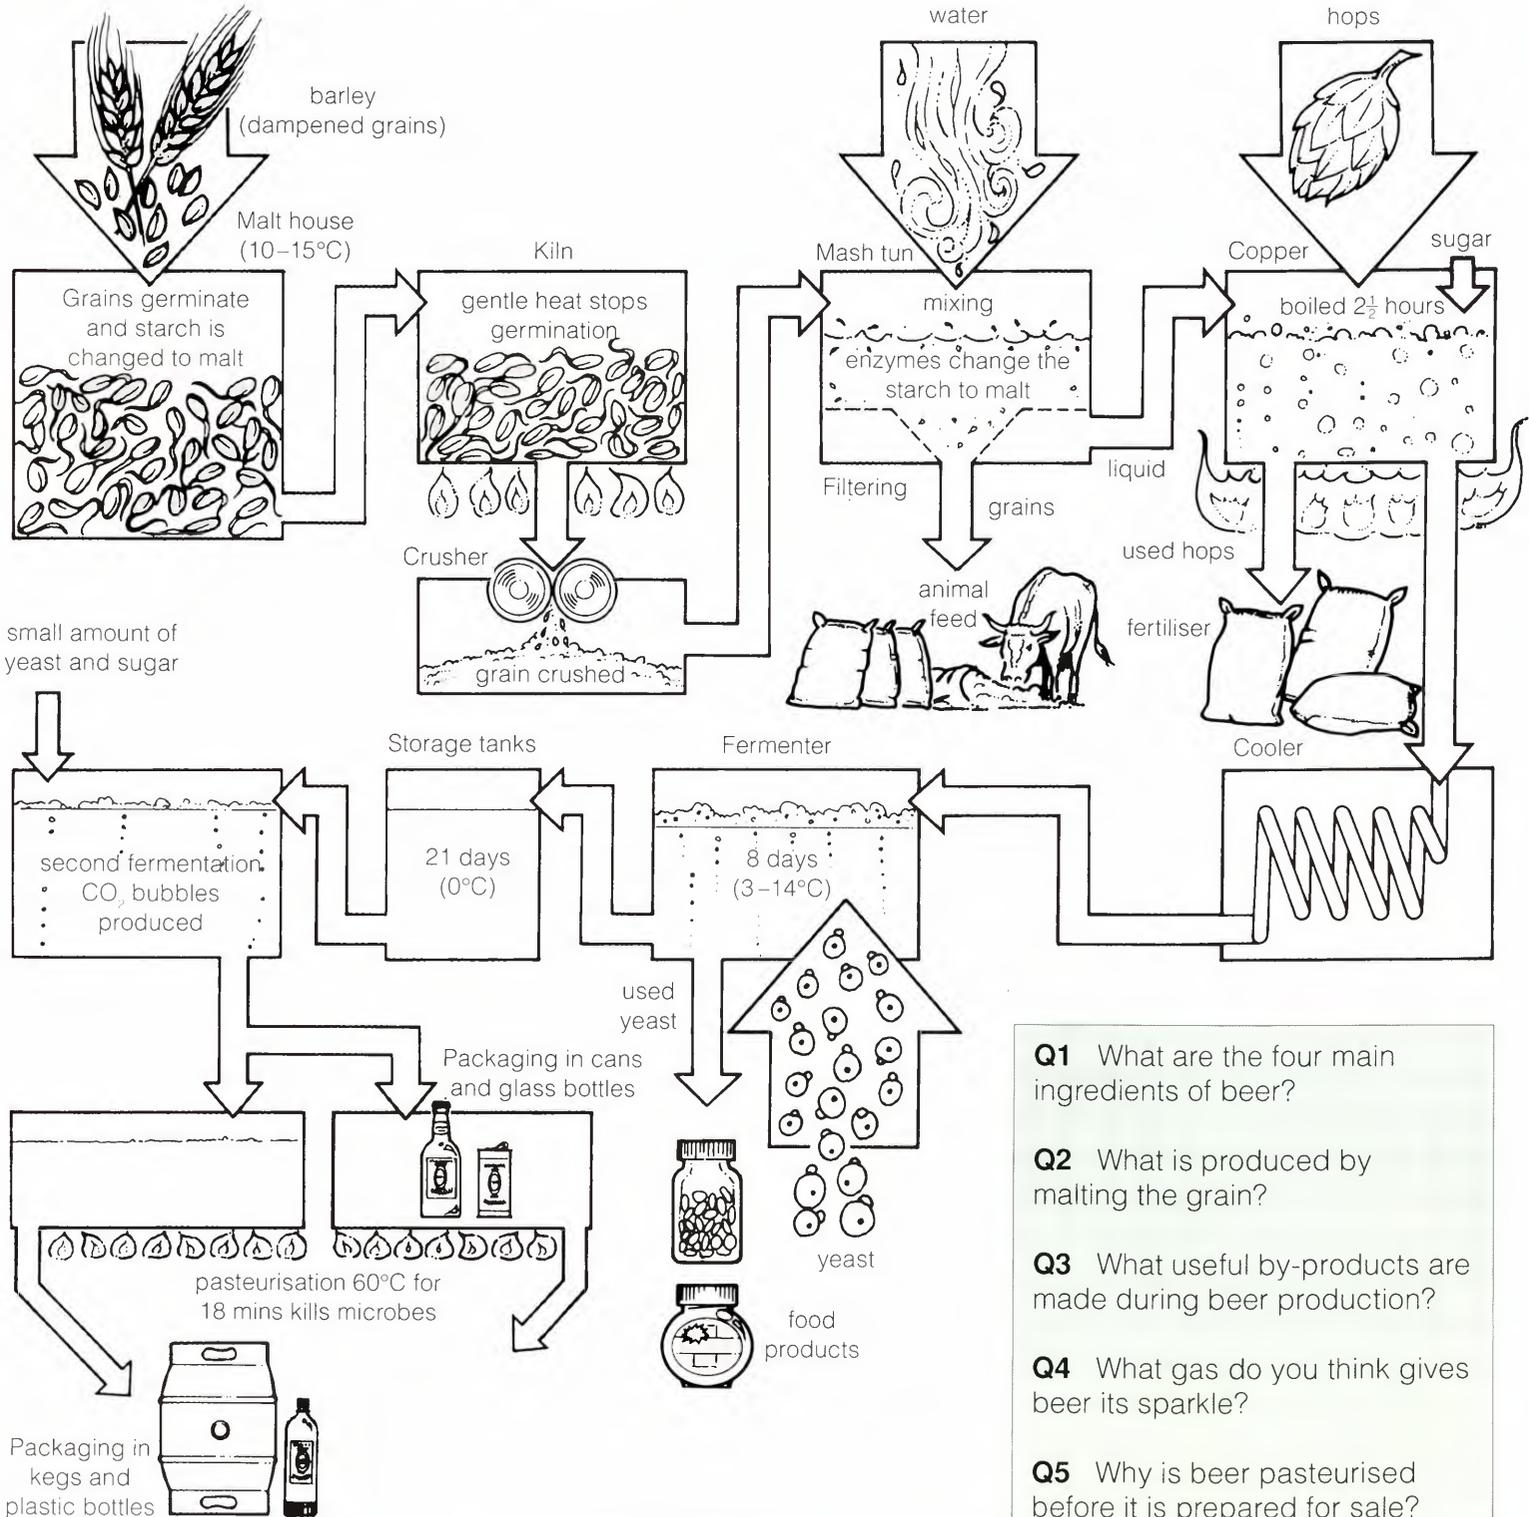 water
hops
barley
(dampened grains)
Malt house
(10–15°C)
Kiln
Mash tun
Copper
sugar
Grains germinate
and starch is
changed to malt
gentle heat stops
germination
mixing
enzymes change the
starch to malt
boiled 2½ hours
liquid
Filtering
grains
used hops
Crusher
grain crushed
animal
feed
fertiliser
small amount of
yeast and sugar
Storage tanks
Fermenter
Cooler
second fermentation
CO₂ bubbles
produced
21 days
(0°C)
8 days
(3–14°C)
used
yeast
Packaging in cans
and glass bottles
yeast
pasteurisation 60°C for
18 mins kills microbes
food
products
Packaging in
kegs and
plastic bottles
Q1 What are the four main
ingredients of beer?
Q2 What is produced by
malting the grain?
Q3 What useful by-products are
made during beer production?
Q4 What gas do you think gives
beer its sparkle?
Q5 Why is beer pasteurised
before it is prepared for sale?